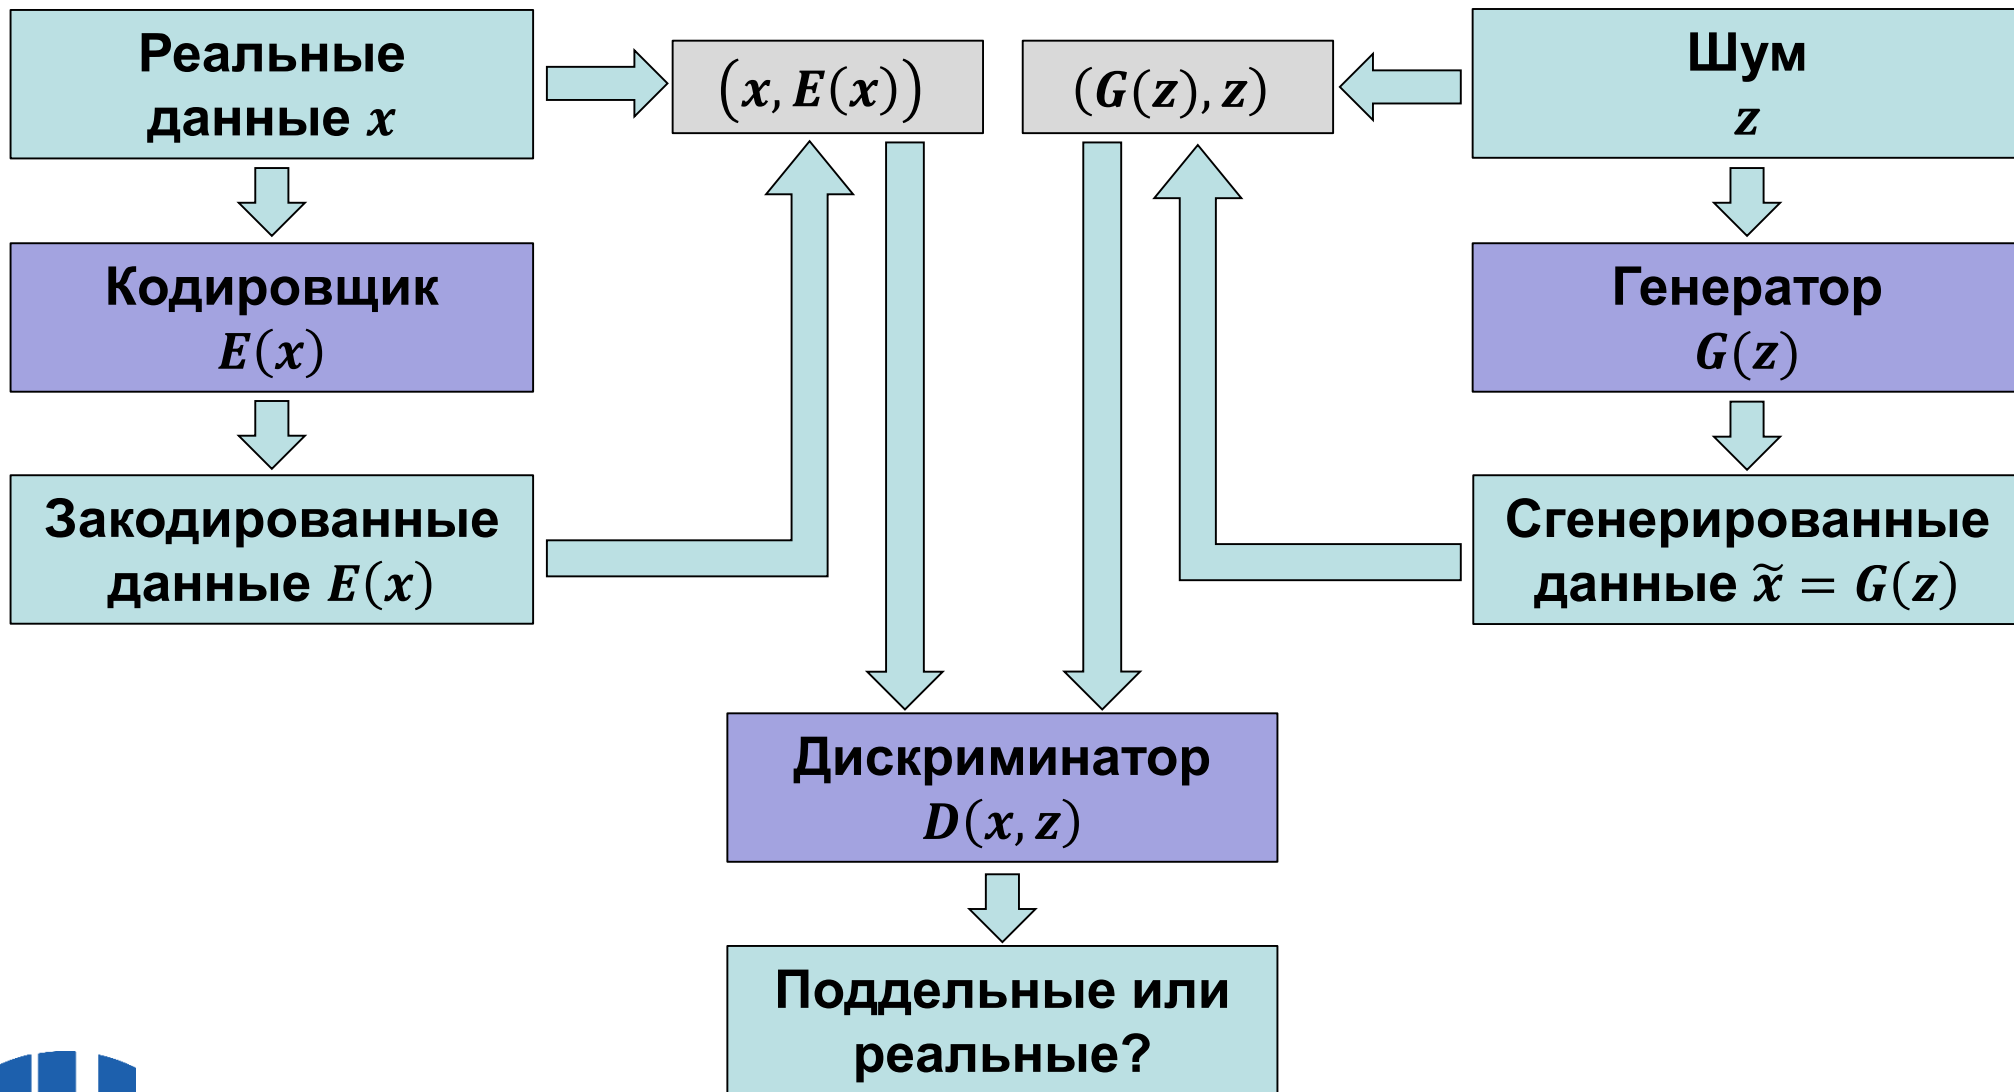 Реальные
данные x
(x, E(x))
(G(z), z)
Шум
z
Кодировщик
E(x)
Генератор
G(z)
Закодированные
данные E(x)
Сгенерированные
данные x̃ = G(z)
Дискриминатор
D(x, z)
Поддельные или
реальные?